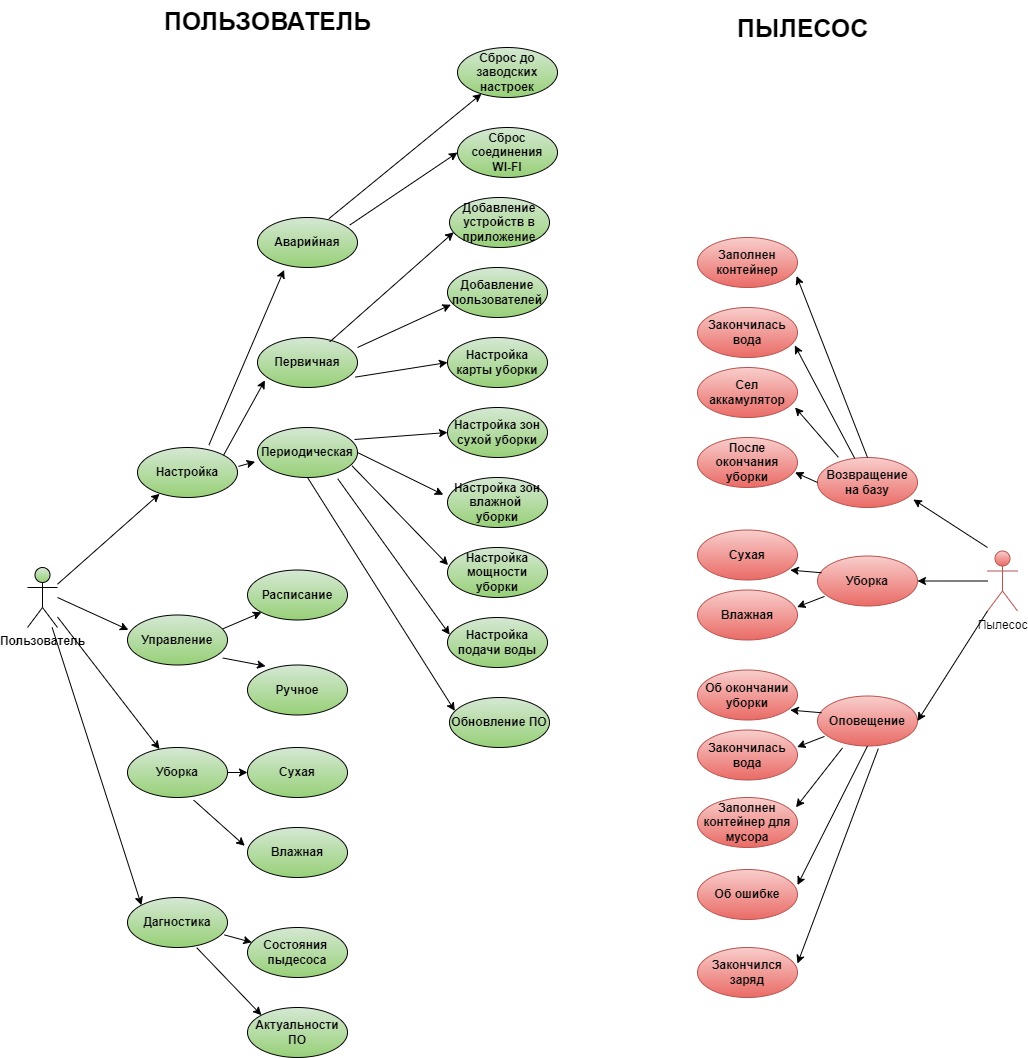 ПОЛЬЗОВАТЕЛЬ
Сброс до
заводских
настроек
Сброс
соединения
WI-FI
Добавление
устройств в
приложение
Аварийная
Добавление
пользователей
Первичная
Настройка
карты уборки
Настройка зон
сухой уборки
Периодическая
Настройка
Настройка зон
влажной
уборки
Настройка
мощности
уборки
Расписание
Пользователь
Управление
Настройка
подачи воды
Ручное
Обновление ПО
Уборка
Сухая
Влажная
Дагностика
Состояния
пыдесоса
Актуальности
ПО
ПЫЛЕСОС
Заполнен
контейнер
Закончилась
вода
Сел
аккамулятор
После
окончания
уборки
Возвращение
на базу
Сухая
Уборка
Влажная
Пылесос
Об окончании
уборки
Оповещение
Закончилась
вода
Заполнен
контейнер для
мусора
Об ошибке
Закончился
заряд